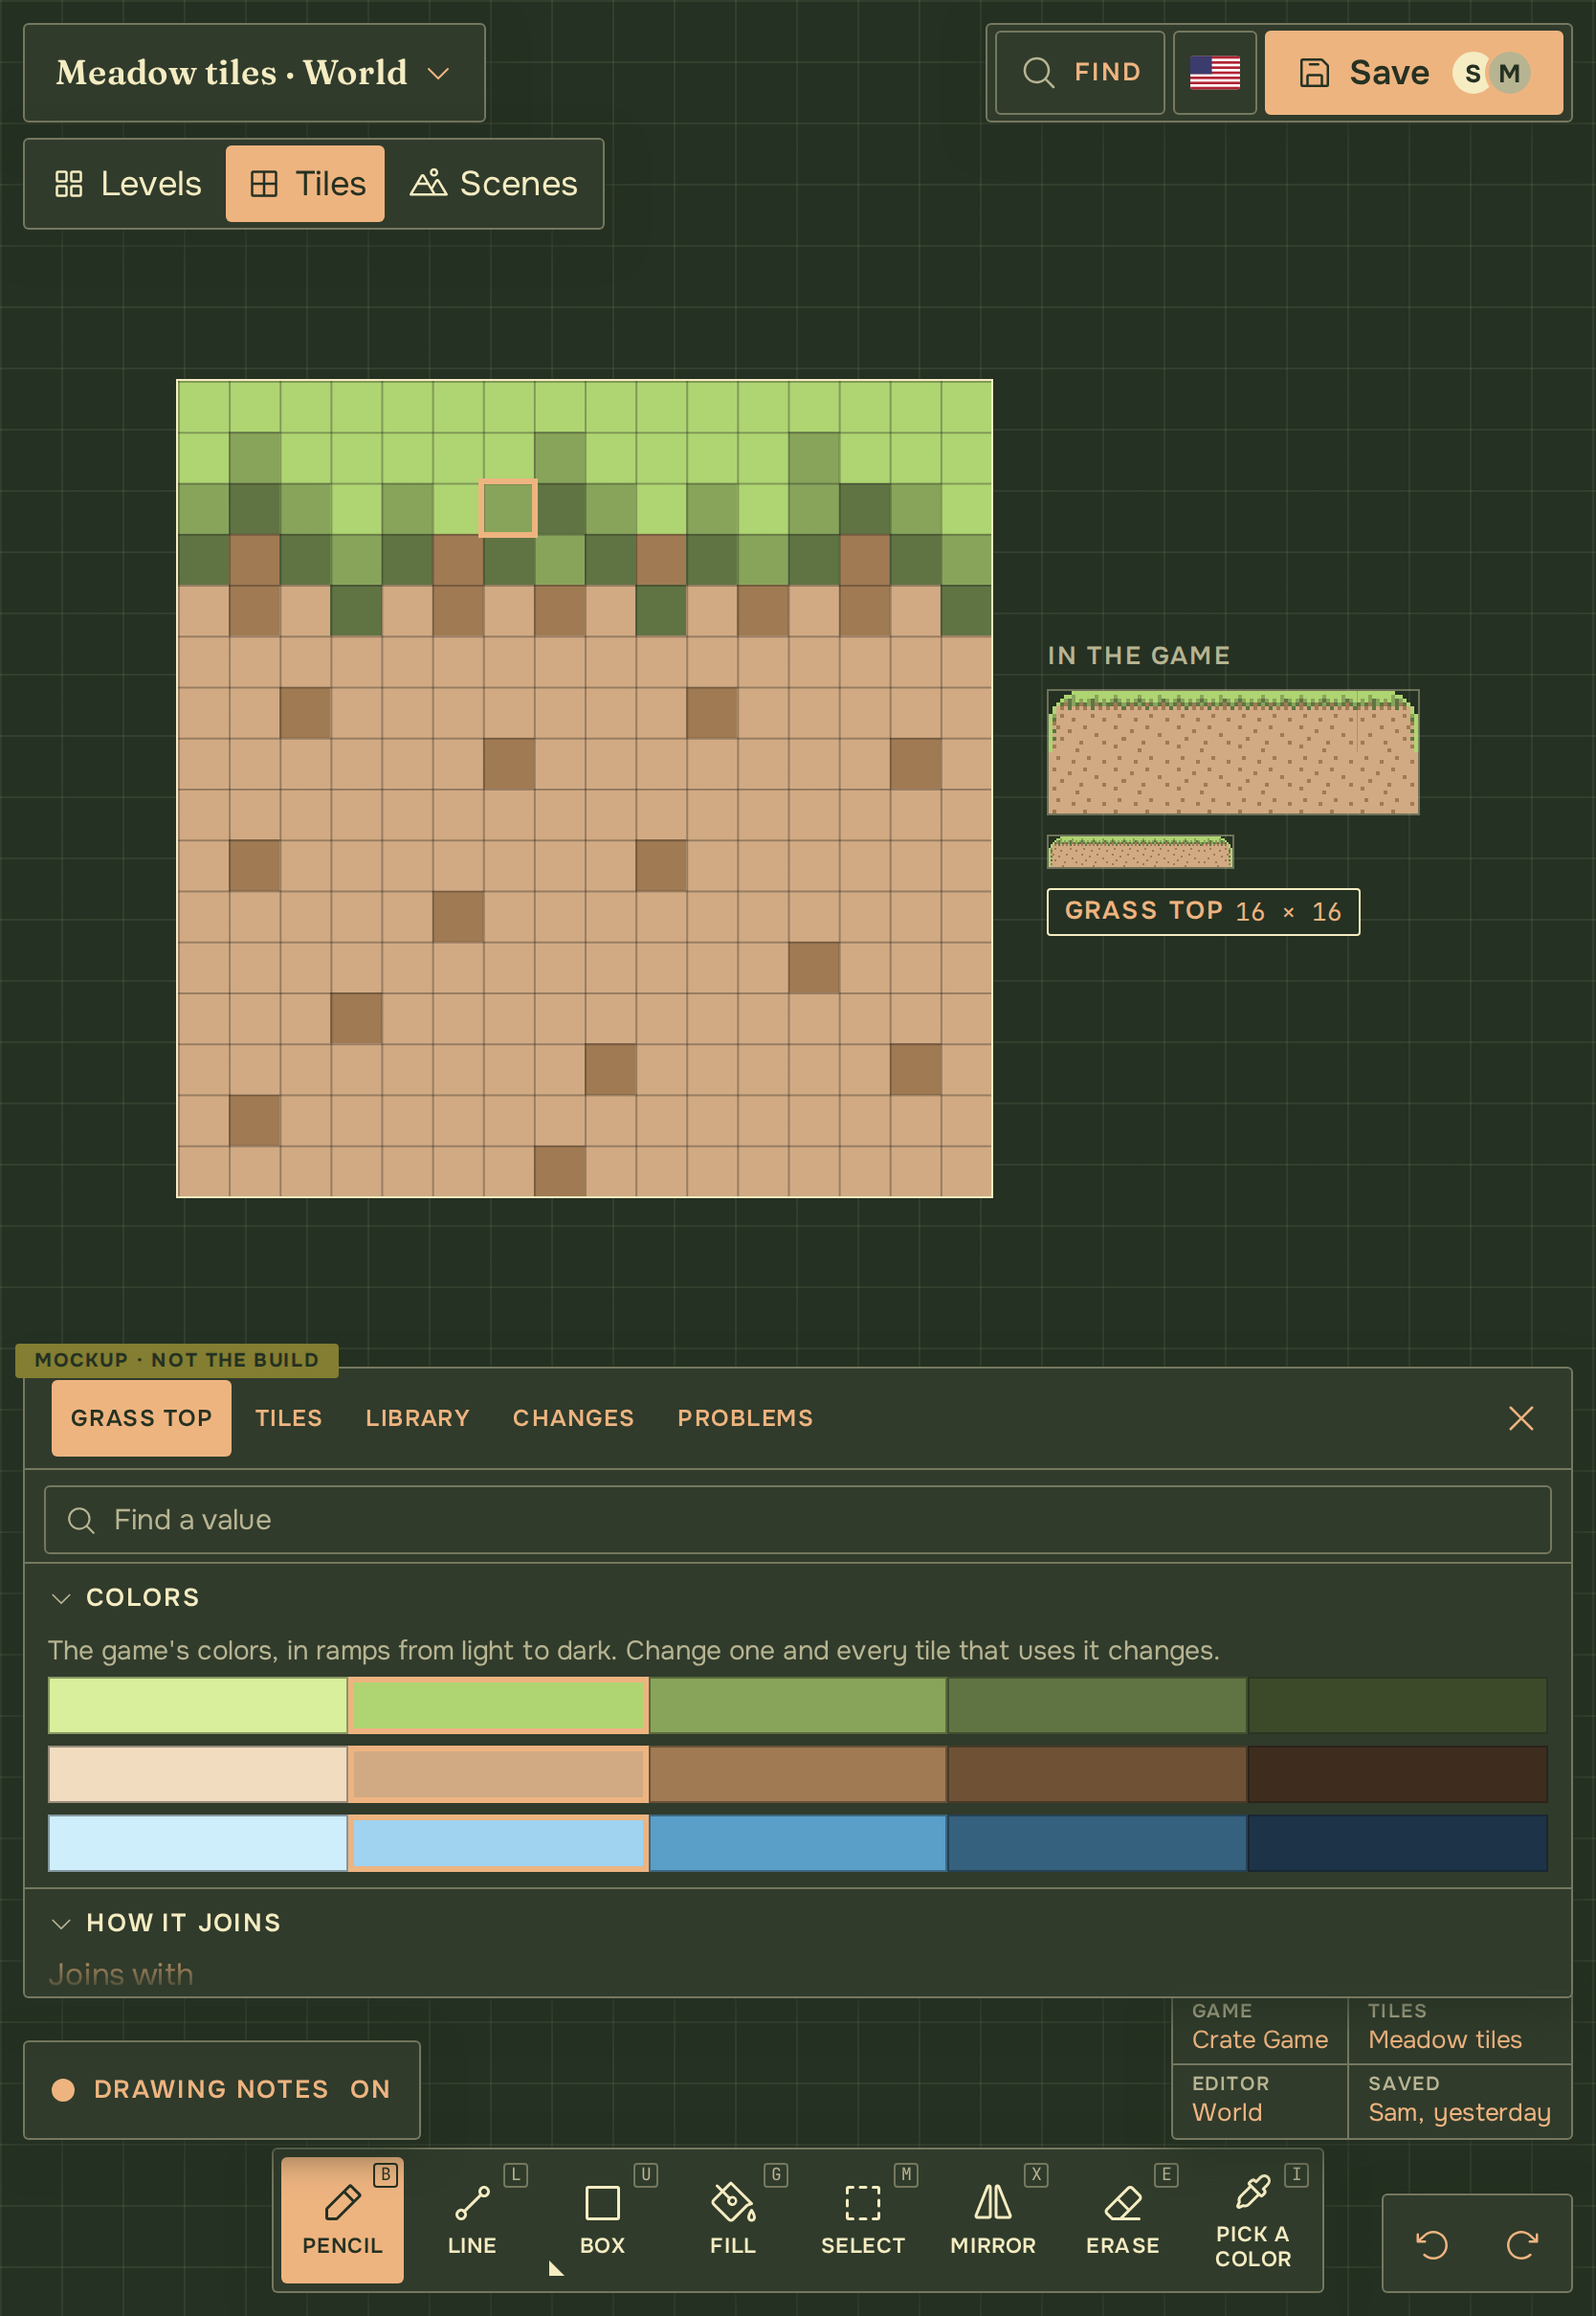 Meadow tiles · World
FIND
Save
S
M
Levels
Tiles
Scenes
IN THE GAME
GRASS TOP 16 × 16
MOCKUP · NOT THE BUILD
GRASS TOP
TILES
LIBRARY
CHANGES
PROBLEMS
Find a value
COLORS
The game's colors, in ramps from light to dark. Change one and every tile that uses it changes.
HOW IT JOINS
Joins with
GAME
Crate Game
TILES
Meadow tiles
EDITOR
World
SAVED
Sam, yesterday
DRAWING NOTES ON
B
PENCIL
L
LINE
U
BOX
G
FILL
M
SELECT
X
MIRROR
E
ERASE
I
PICK A
COLOR